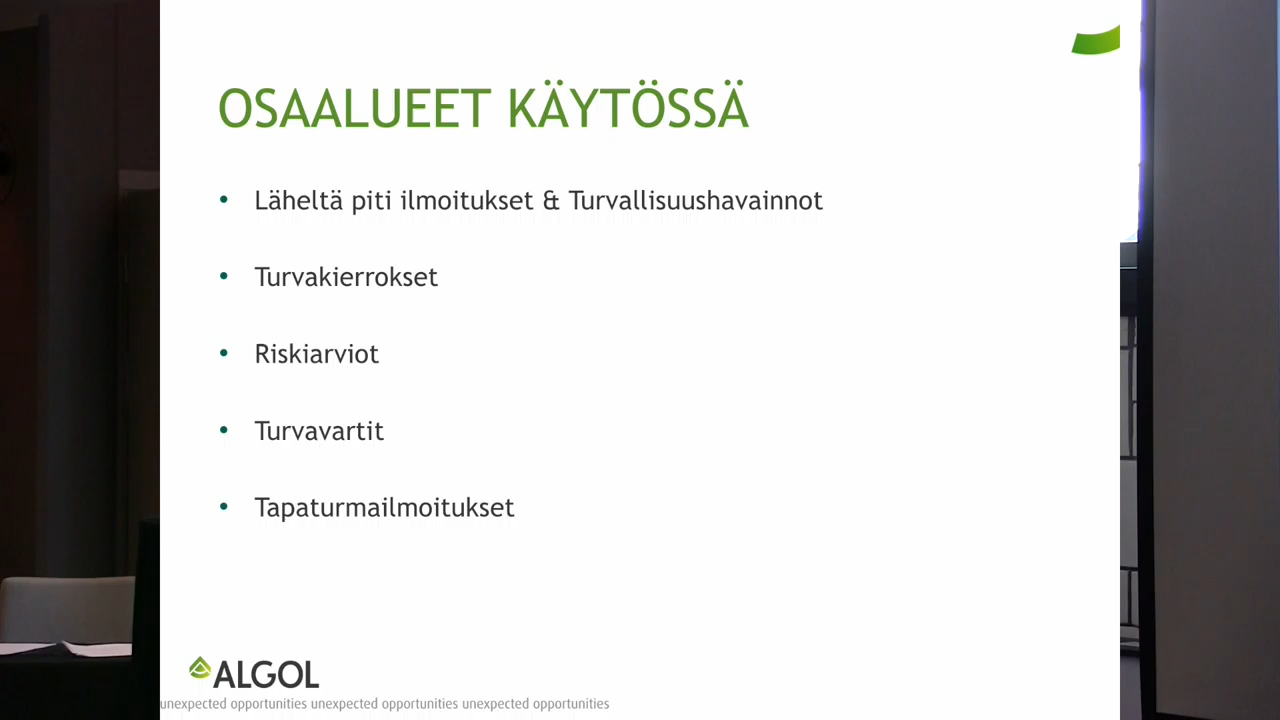 OSAALUEET KÄYTÖSSÄ
• Läheltä piti ilmoitukset & Turvallisuushavainnot
• Turvakierrokset
• Riskiarviot
• Turvavartit
• Tapaturmailmoitukset
ALGOL
unexpected opportunities unexpected opportunities unexpected opportunities